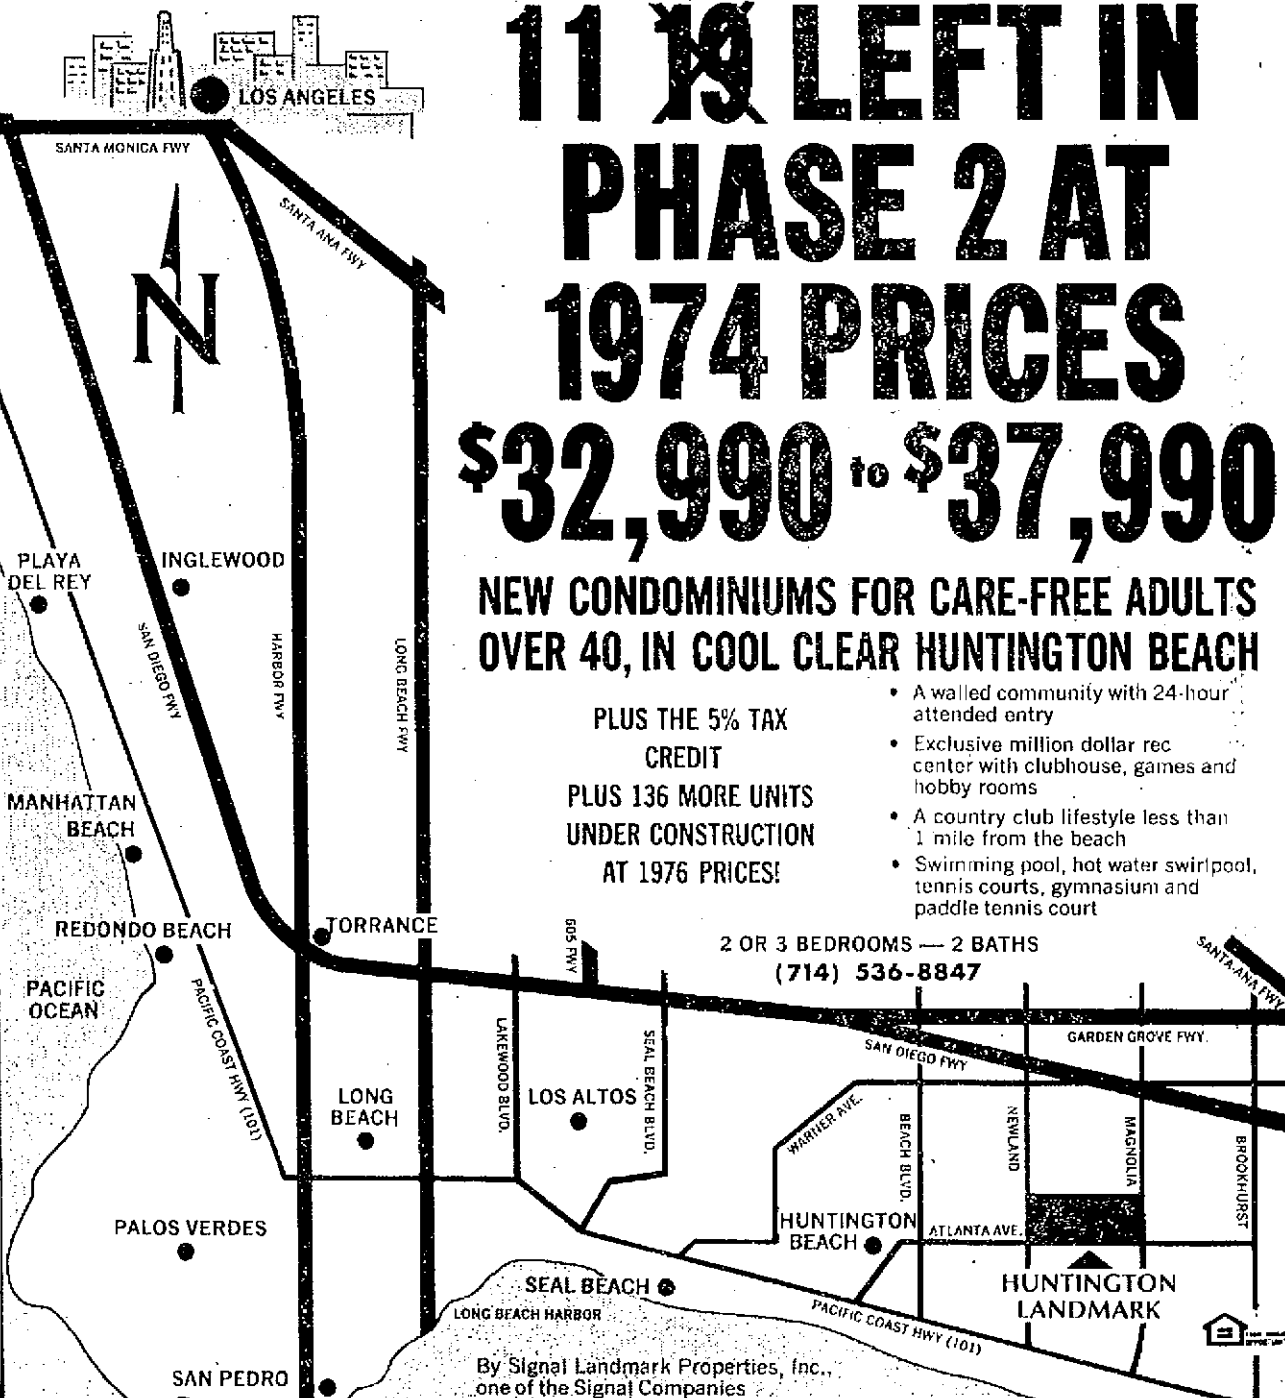 11 19 LEFT IN
PHASE 2 AT
1974 PRICES
$32,990 to $37,990
NEW CONDOMINIUMS FOR CARE-FREE ADULTS
OVER 40, IN COOL CLEAR HUNTINGTON BEACH
PLUS THE 5% TAX
CREDIT
PLUS 136 MORE UNITS
UNDER CONSTRUCTION
AT 1976 PRICES!
• A walled community with 24-hour
attended entry
• Exclusive million dollar rec
center with clubhouse, games and
hobby rooms
• A country club lifestyle less than
1 mile from the beach
• Swimming pool, hot water swirlpool,
tennis courts, gymnasium and
paddle tennis court
2 OR 3 BEDROOMS — 2 BATHS
(714) 536-8847
LOS ANGELES
SANTA MONICA FWY
SANTA ANA FWY
N
PLAYA
DEL REY
INGLEWOOD
SAN DIEGO FWY
HARBOR FWY
LONG BEACH FWY
MANHATTAN
BEACH
REDONDO BEACH
TORRANCE
PACIFIC
OCEAN
PACIFIC COAST HWY (101)
605 FWY
SANTA ANA FWY
LAKEWOOD BLVD.
SEAL BEACH BLVD.
SAN DIEGO FWY
GARDEN GROVE FWY.
LONG
BEACH
LOS ALTOS
WARNER AVE.
BEACH BLVD.
NEWLAND
MAGNOLIA
BROOKHURST
PALOS VERDES
HUNTINGTON
BEACH
ATLANTA AVE.
SEAL BEACH
LONG BEACH HARBOR
PACIFIC COAST HWY (101)
HUNTINGTON
LANDMARK
SAN PEDRO
By Signal Landmark Properties, Inc.,
one of the Signal Companies